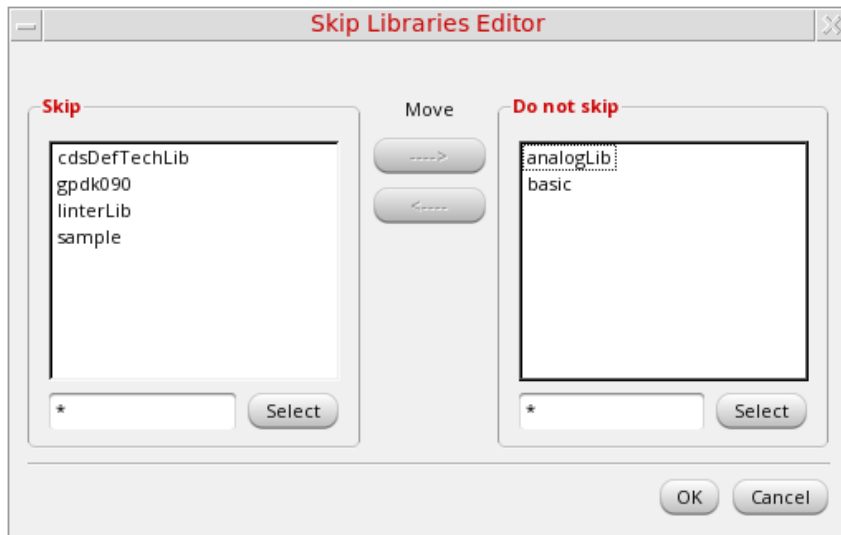 Skip Libraries Editor
Skip
cdsDefTechLib
gpdk090
linterLib
sample
*
Select
Move
---->
<----
Do not skip
analogLib
basic
*
Select
OK
Cancel